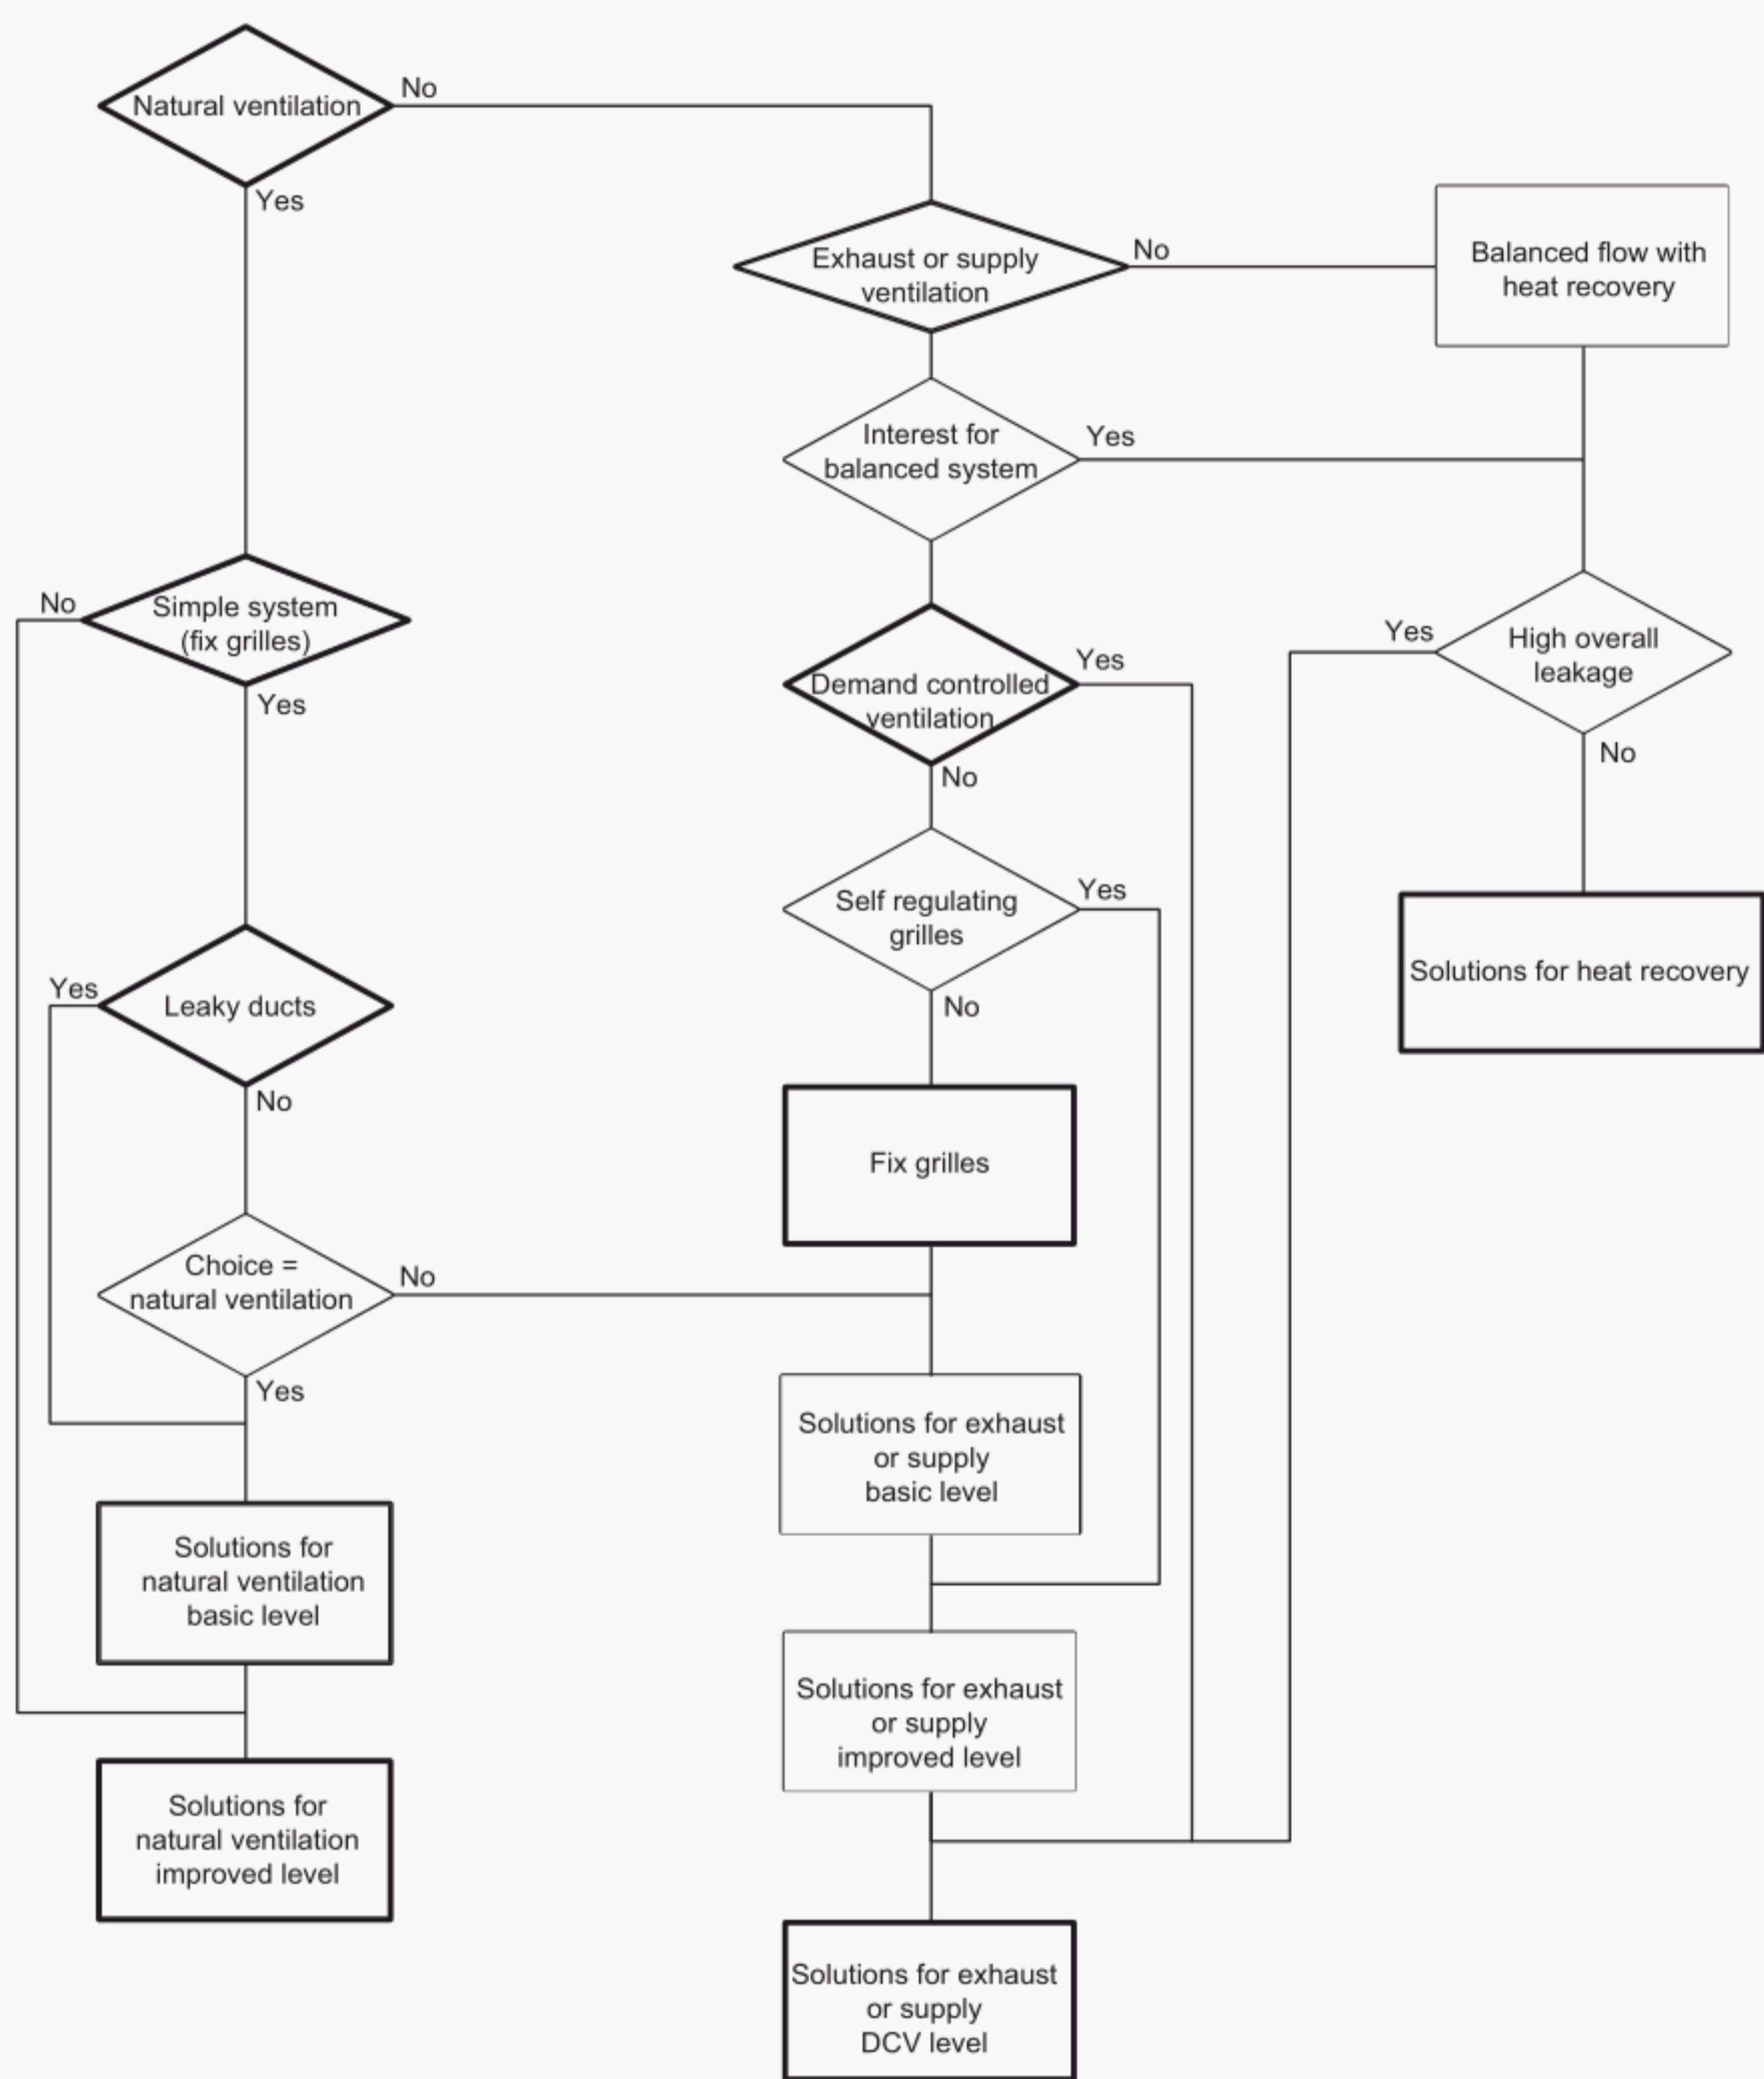 Natural ventilation
No
Yes
Exhaust or supply
ventilation
No
Balanced flow with
heat recovery
Interest for
balanced system
Yes
No
Simple system
(fix grilles)
Yes
Demand controlled
ventilation
Yes
No
Yes
High overall
leakage
No
Self regulating
grilles
Yes
No
Solutions for heat recovery
Yes
Leaky ducts
No
Fix grilles
Choice =
natural ventilation
No
Yes
Solutions for exhaust
or supply
basic level
Solutions for
natural ventilation
basic level
Solutions for exhaust
or supply
improved level
Solutions for
natural ventilation
improved level
Solutions for exhaust
or supply
DCV level